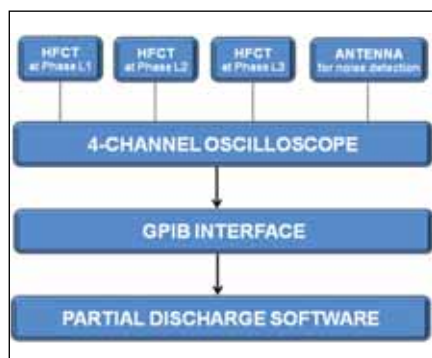 HFCT
at Phase L1
HFCT
at Phase L2
HFCT
at Phase L3
ANTENNA
for noise detection
4-CHANNEL OSCILLOSCOPE
GPIB INTERFACE
PARTIAL DISCHARGE SOFTWARE